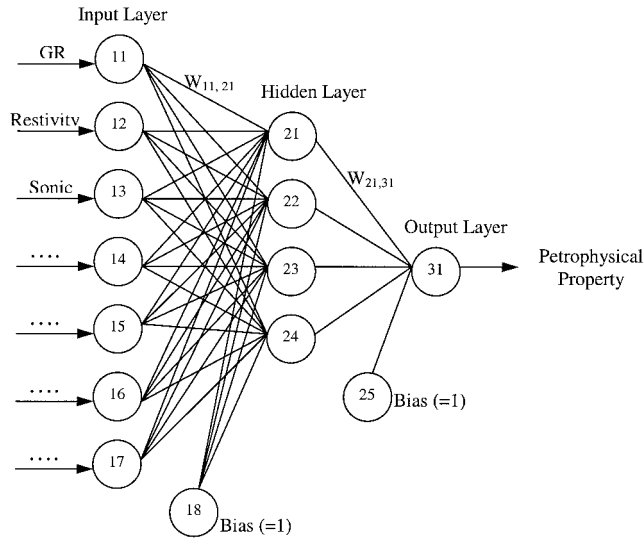 Input Layer
GR
11
W11, 21
Hidden Layer
Restivity
12
21
Sonic
13
W21,31
22
Output Layer
....
14
23
31
Petrophysical
Property
....
15
24
....
16
25
Bias (=1)
....
17
18
Bias (=1)